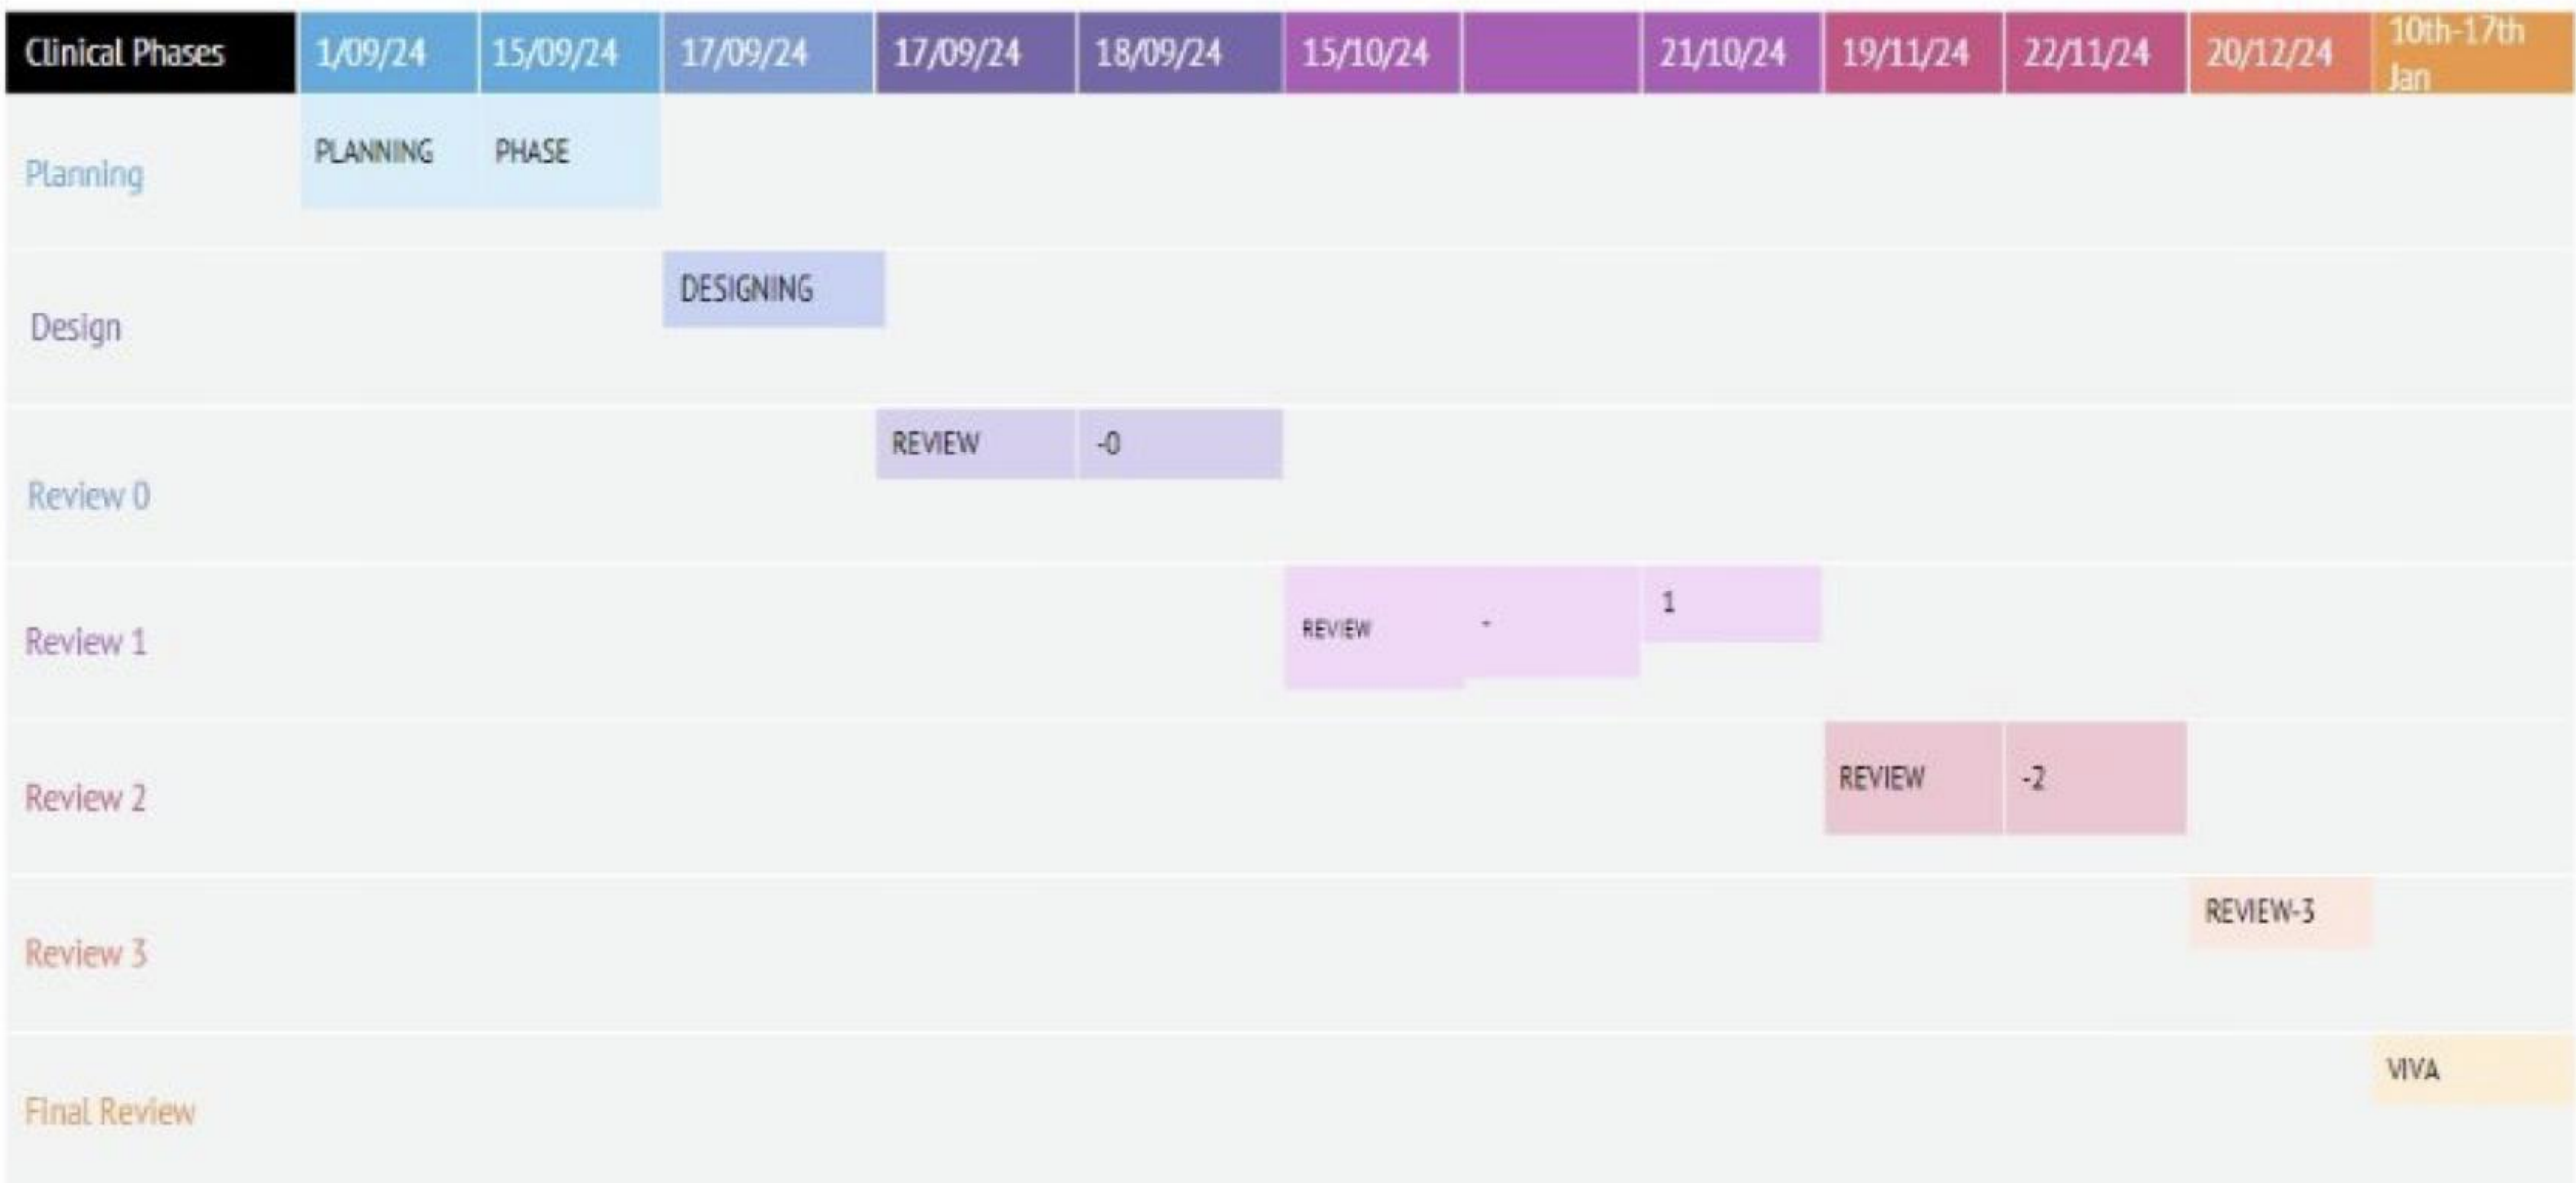 Clinical Phases 1/09/24 15/09/24 17/09/24 17/09/24 18/09/24 15/10/24 21/10/24 19/11/24 22/11/24 20/12/24 10th-17th
Jan
Planning PLANNING PHASE
Design DESIGNING
Review 0 REVIEW -0
Review 1 REVIEW - 1
Review 2 REVIEW -2
Review 3 REVIEW-3
Final Review VIVA